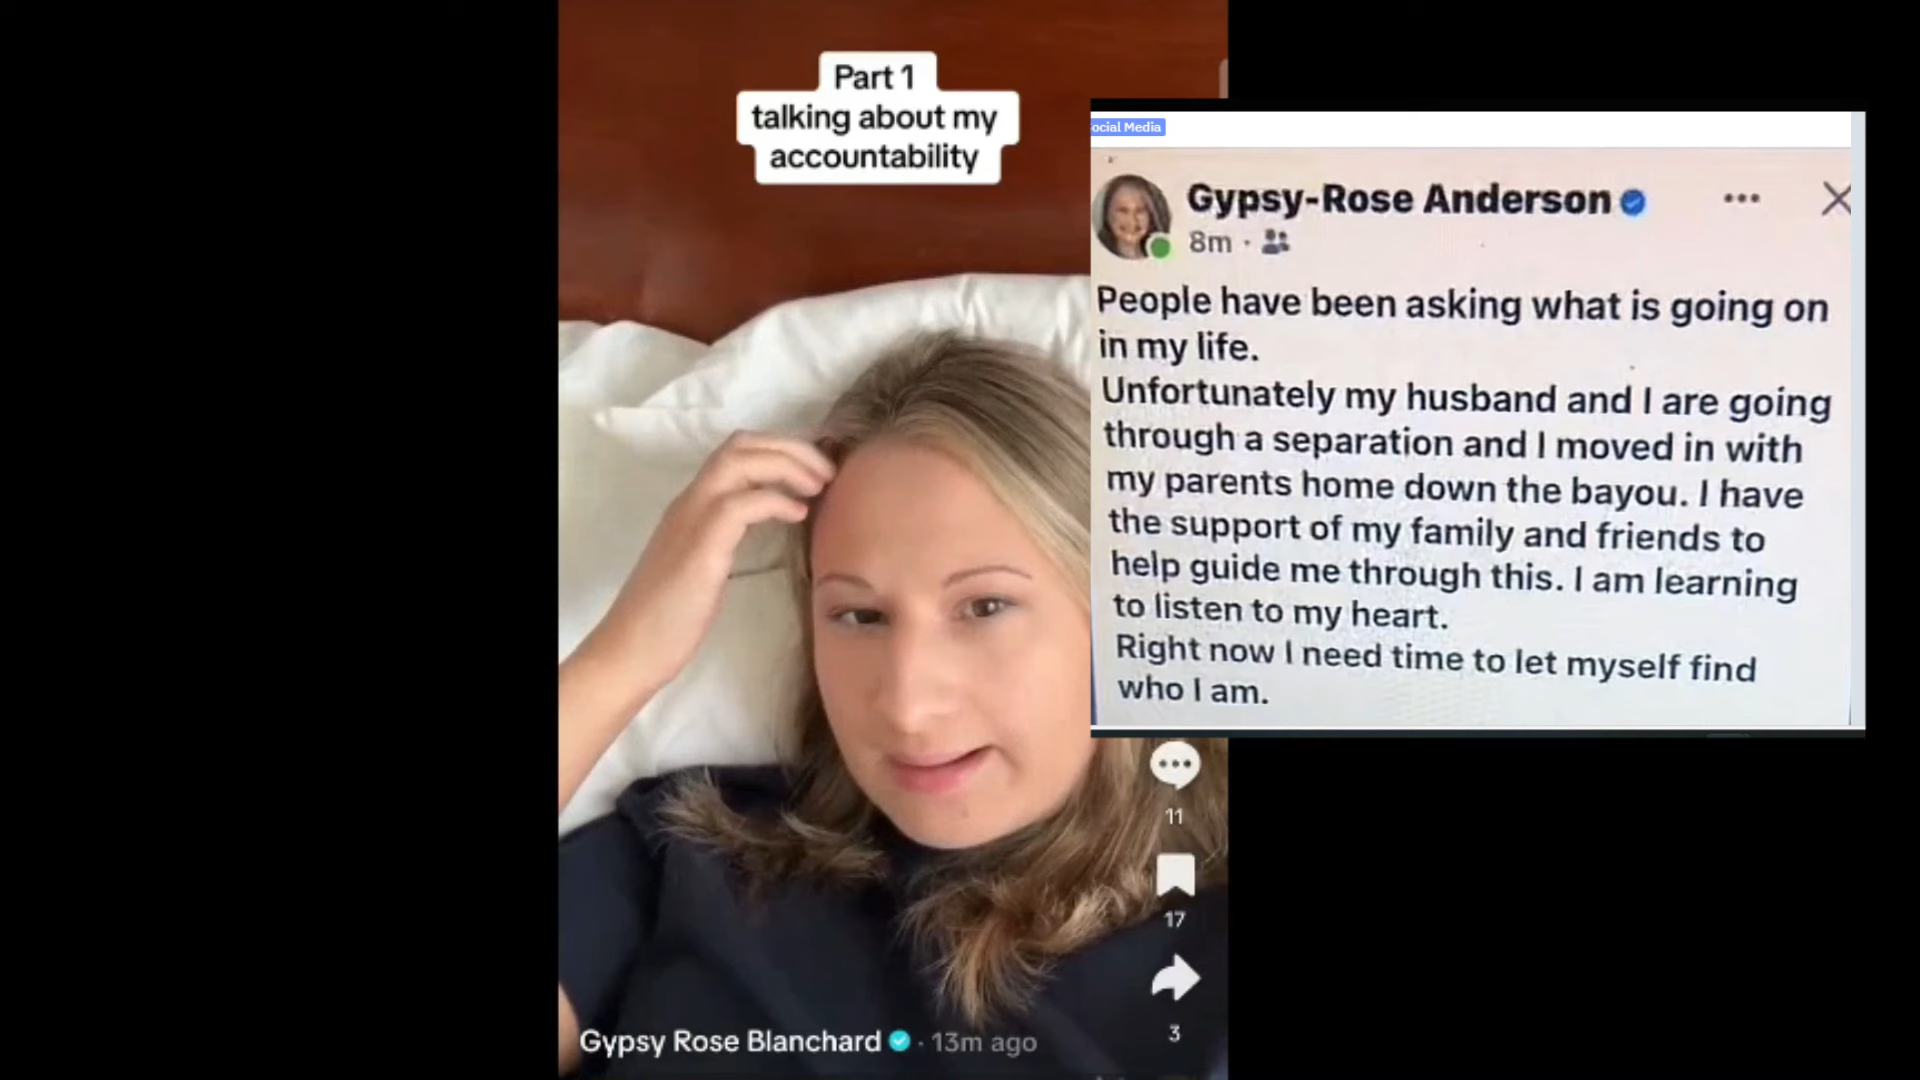 Part 1
talking about my
accountability
ocial Media
Gypsy-Rose Anderson
8m ·
People have been asking what is going on
in my life.
Unfortunately my husband and I are going
through a separation and I moved in with
my parents home down the bayou. I have
the support of my family and friends to
help guide me through this. I am learning
to listen to my heart.
Right now I need time to let myself find
who I am.
11
17
3
Gypsy Rose Blanchard · 13m ago